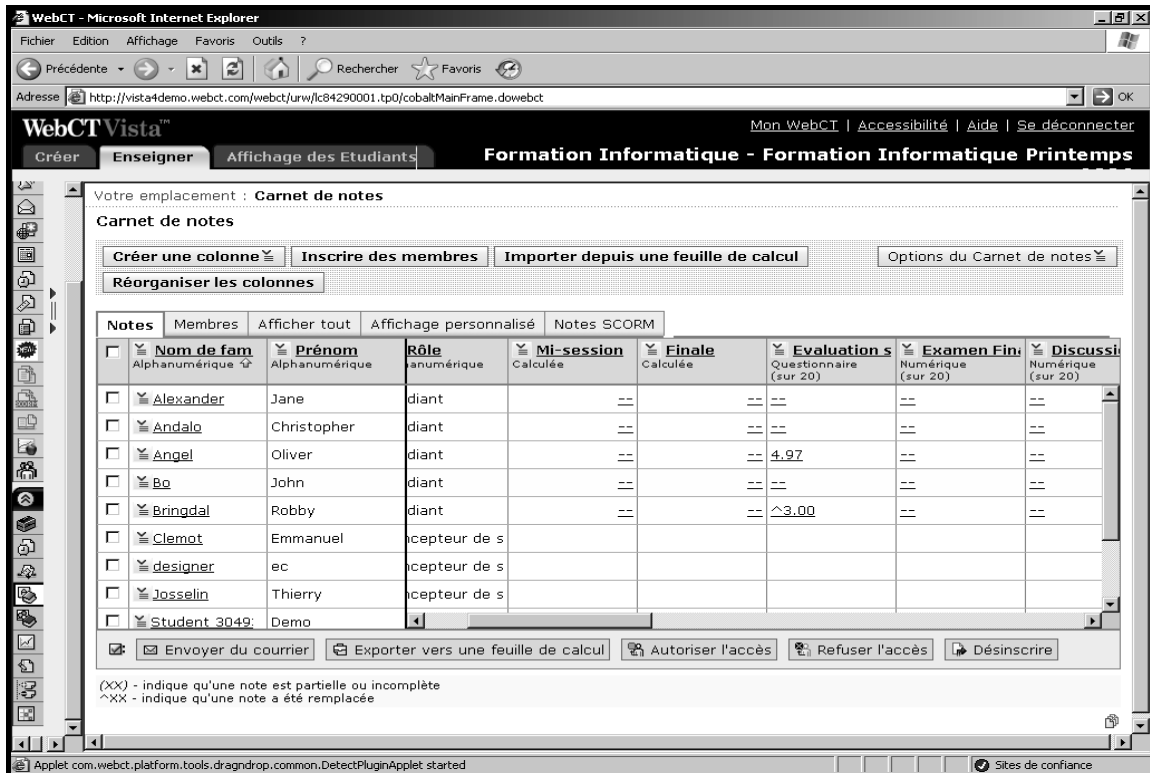 WebCT - Microsoft Internet Explorer
Fichier Edition Affichage Favoris Outils ?
Précédente Rechercher Favoris
Adresse http://vista4demo.webct.com/webct/urw/lc84290001.tp0/cobaltMainFrame.dowebct OK
WebCT Vista™ Mon WebCT | Accessibilité | Aide | Se déconnecter
Créer Enseigner Affichage des Etudiants Formation Informatique - Formation Informatique Printemps
Votre emplacement : Carnet de notes
Carnet de notes
Créer une colonne Inscrire des membres Importer depuis une feuille de calcul Options du Carnet de notes
Réorganiser les colonnes
Notes Membres Afficher tout Affichage personnalisé Notes SCORM
Nom de fam Prénom Rôle Mi-session Finale Evaluation s Examen Fin Discussi
Alphanumérique Alphanumérique anumérique Calculée Calculée Questionnaire Numérique Numérique
(sur 20) (sur 20) (sur 20)
Alexander Jane diant -- -- -- -- --
Andalo Christopher diant -- -- -- -- --
Angel Oliver diant -- -- 4.97 -- --
Bo John diant -- -- -- -- --
Bringdal Robby diant -- -- ^3.00 -- --
Clemot Emmanuel ncepteur de s
designer ec ncepteur de s
Josselin Thierry ncepteur de s
Student 3049 Demo
Envoyer du courrier Exporter vers une feuille de calcul Autoriser l'accès Refuser l'accès Désinscrire
(XX) - indique qu'une note est partielle ou incomplète
^XX - indique qu'une note a été remplacée
Applet com.webct.platform.tools.dragndrop.common.DetectPluginApplet started Sites de confiance